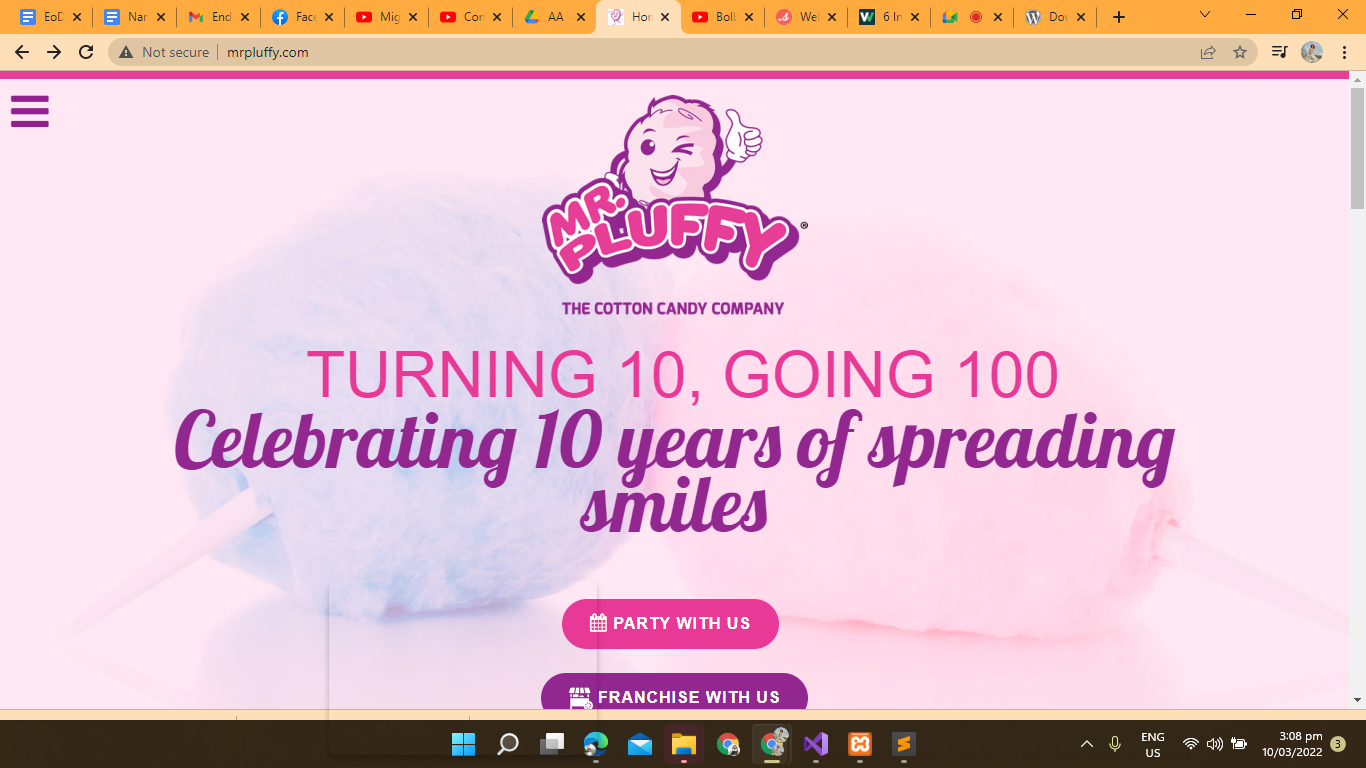 EoD
Nar
End
Face
Mig
Cor
AA
Hor
Boll
Wel
6 In
Dov
Not secure
mrpluffy.com
MR.
PLUFFY
®
THE COTTON CANDY COMPANY
TURNING 10, GOING 100
Celebrating 10 years of spreading
smiles
PARTY WITH US
FRANCHISE WITH US
ENG
US
3:08 pm
10/03/2022
3